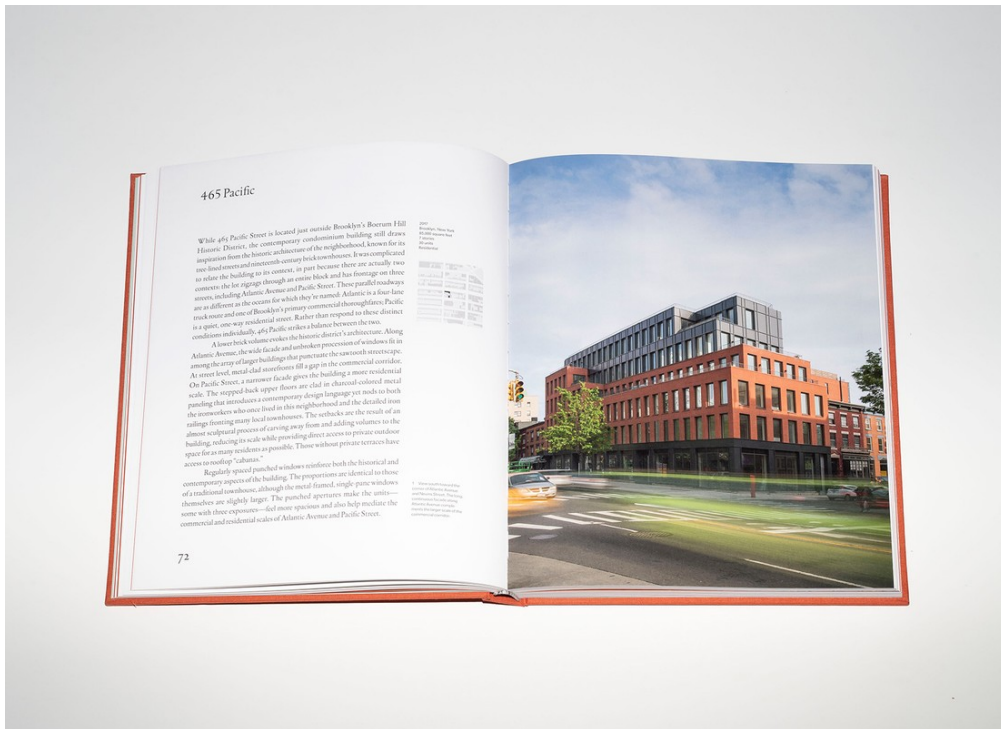 465 Pacific
While 465 Pacific Street is located just outside Brooklyn's Boerum Hill
Historic District, the contemporary condominium building still draws
inspiration from the historic architecture of the neighborhood, known for its
tree-lined streets and nineteenth-century brick townhouses. It was complicated
to relate the building to its context, in part because there are actually two
contexts: the lot zigzags through an entire block and has frontage on three
streets, including Atlantic Avenue and Pacific Street. These parallel roadways
are as different as the oceans for which they're named: Atlantic is a four-lane
truck route and one of Brooklyn's primary commercial thoroughfares; Pacific
is a quiet, one-way residential street. Rather than respond to these distinct
conditions individually, 465 Pacific strikes a balance between the two.
A lower brick volume evokes the historic district's architecture. Along
Atlantic Avenue, the wide facade and unbroken procession of windows fit in
among the array of larger buildings that punctuate the sawtooth streetscape.
At street level, metal-clad storefronts fill a gap in the commercial corridor.
On Pacific Street, a narrower facade gives the building a more residential
scale. The stepped-back upper floors are clad in charcoal-colored metal
paneling that introduces a contemporary design language yet nods to both
the ironworkers who once lived in this neighborhood and the detailed iron
railings fronting many local townhouses. The setbacks are the result of an
almost sculptural process of carving away from and adding volumes to the
building, reducing its scale while providing direct access to private outdoor
space for as many residents as possible. Those without private terraces have
access to rooftop "cabanas."
Regularly spaced punched windows reinforce both the historical and
contemporary aspects of the building. The proportions are identical to those
of a traditional townhouse, although the metal-framed, single-pane windows
themselves are slightly larger. The punched apertures make the units—
some with three exposures—feel more spacious and also help mediate the
commercial and residential scales of Atlantic Avenue and Pacific Street.
72
Brooklyn, New York
Residential